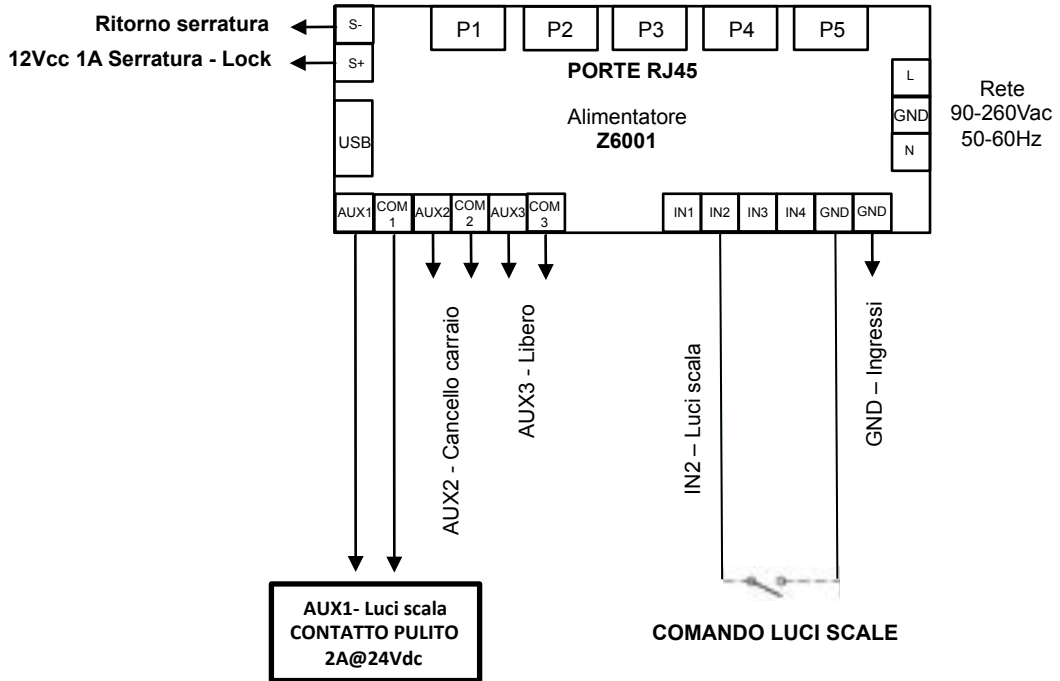 Ritorno serratura
S-
P1
P2
P3
P4
P5
12Vcc 1A Serratura - Lock
S+
PORTE RJ45
L
Rete
Alimentatore
GND
90-260Vac
USB
Z6001
N
50-60Hz
AUX1
COM
1
AUX2
COM
2
AUX3
COM
3
IN1
IN2
IN3
IN4
GND
GND
AUX2 - Cancello carraio
AUX3 - Libero
IN2 – Luci scala
GND – Ingressi
AUX1- Luci scala
CONTATTO PULITO
2A@24Vdc
COMANDO LUCI SCALE